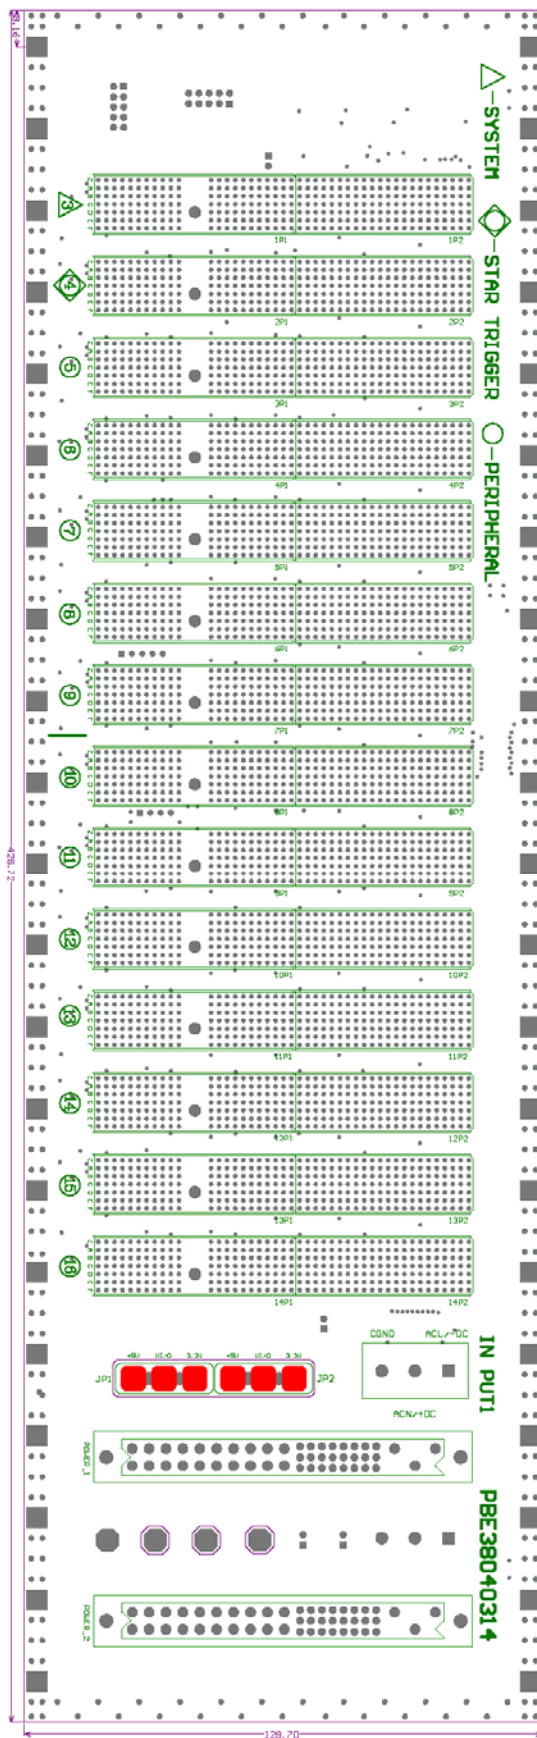 △-SYSTEM
-STAR TRIGGER
○-PERIPHERAL
3
1P1 1P2
4
2P1 2P2
5
3P1 3P2
6
4P1 4P2
7
5P1 5P2
8
6P1 6P2
9
7P1 7P2
10
8P1 8P2
11
9P1 9P2
12
10P1 10P2
13
11P1 11P2
14
12P1 12P2
15
13P1 13P2
16
14P1 14P2
CGND ACL/-DC
IN PUT1
+5V VI/O 3.3V +5V VI/O 3.3V
JP1 JP2
ACN/+DC
POWER_1
PBE38040314
POWER_2
128.70